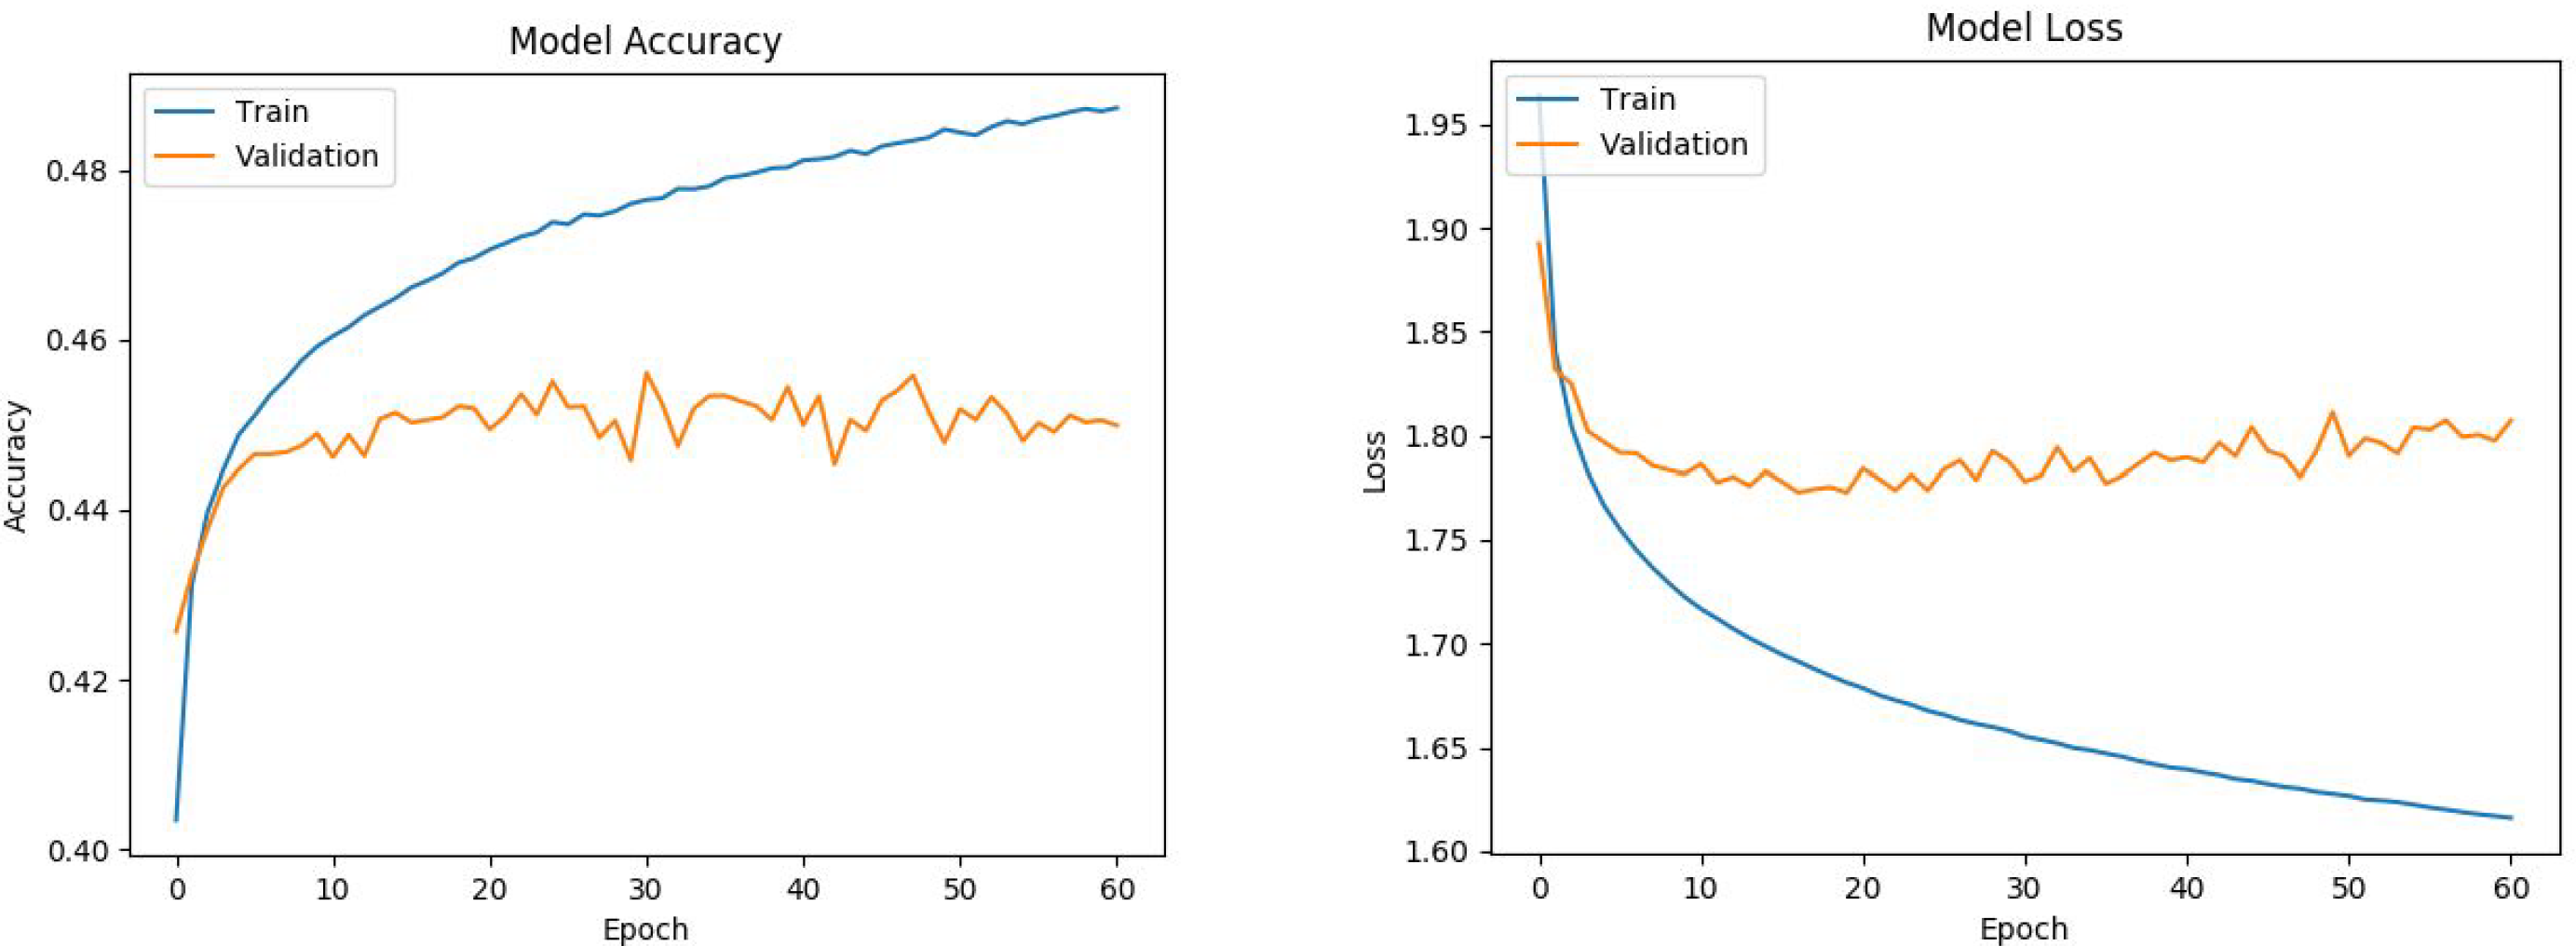 Model Accuracy
Train
Validation
0.48
0.46
0.44
0.42
0.40
Accuracy
0 10 20 30 40 50 60
Epoch
Model Loss
Train
Validation
1.95
1.90
1.85
1.80
1.75
1.70
1.65
1.60
Loss
0 10 20 30 40 50 60
Epoch